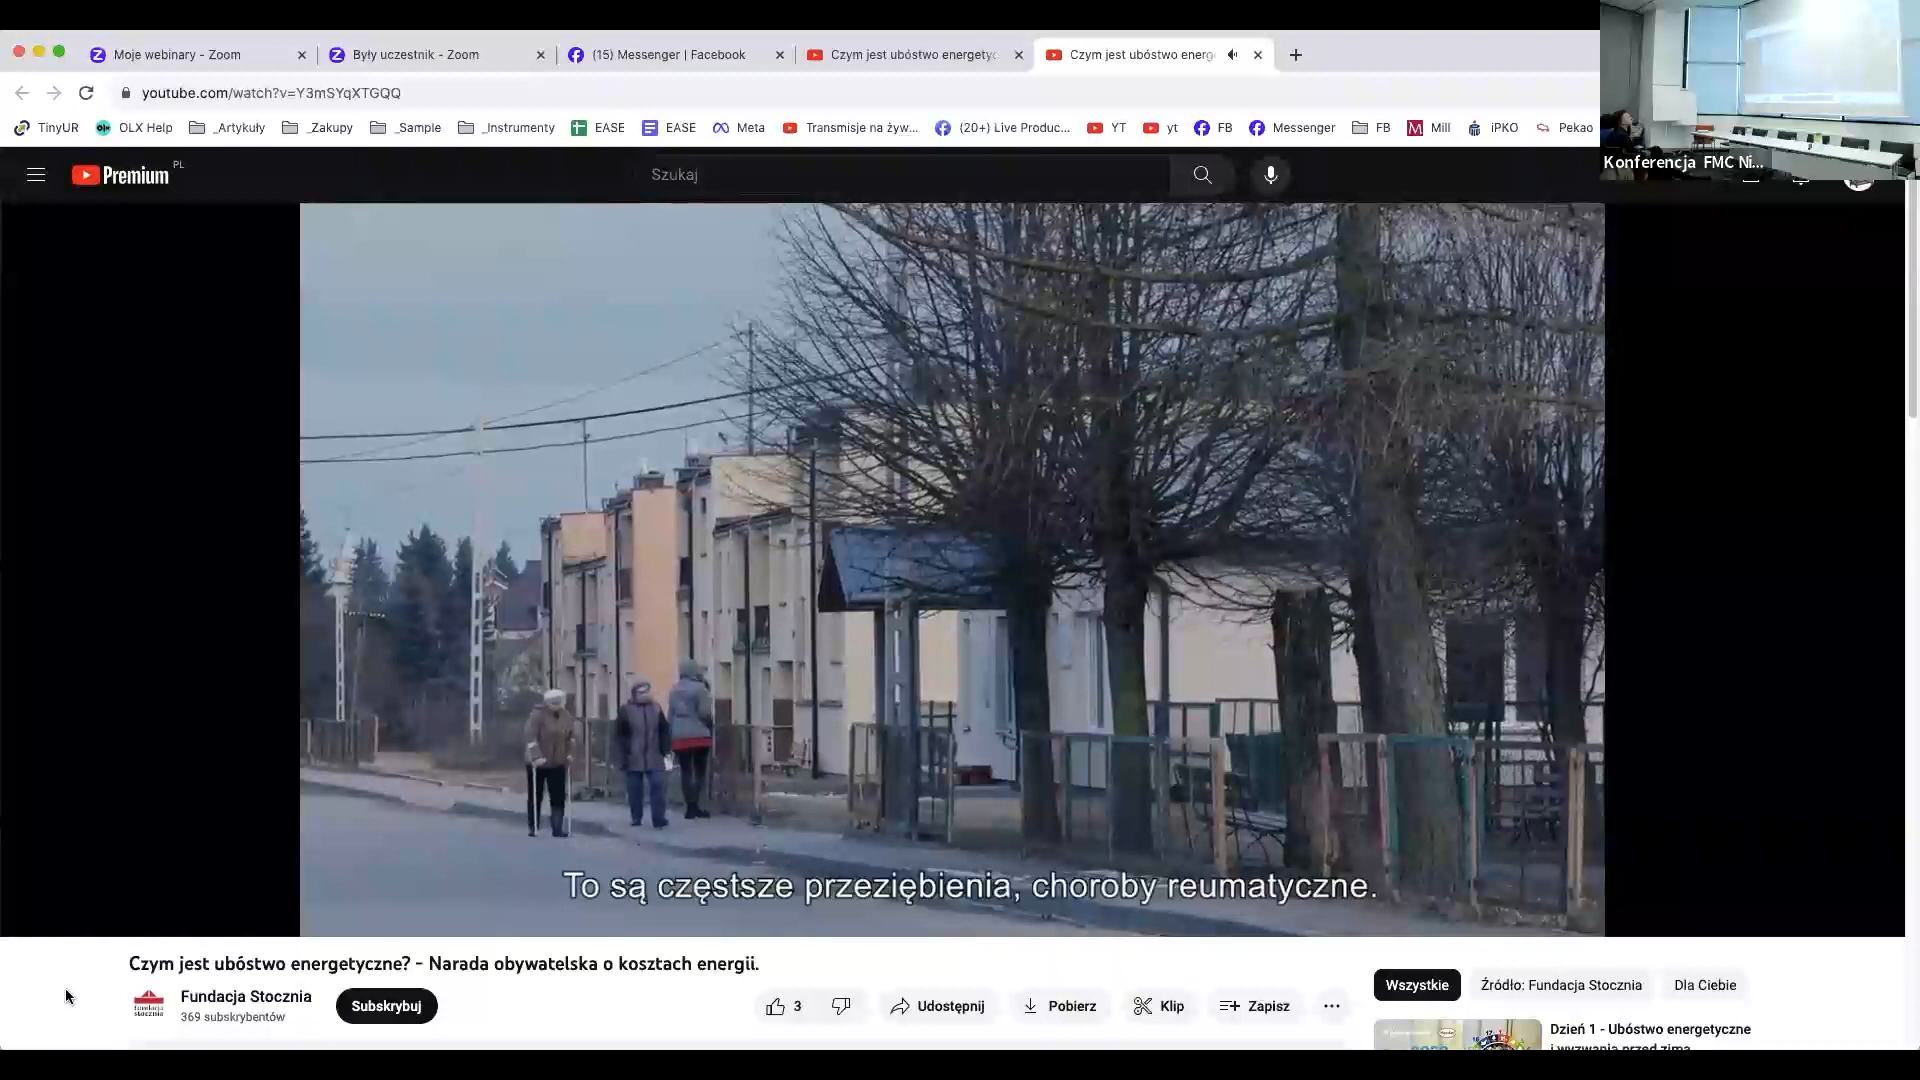 Moje webinary - Zoom
Były uczestnik - Zoom
(15) Messenger | Facebook
Czym jest ubóstwo energetyc
Czym jest ubóstwo energ
youtube.com/watch?v=Y3mSYqXTGQQ
TinyUR
OLX Help
_Artykuły
_Zakupy
_Sample
_Instrumenty
EASE
EASE
Meta
Transmisje na żyw...
(20+) Live Produc...
YT
yt
FB
Messenger
FB
Mill
iPKO
Pekao
Konferencja FMC Ni...
Premium
PL
Szukaj
To są częstsze przeziębienia, choroby reumatyczne.
Czym jest ubóstwo energetyczne? - Narada obywatelska o kosztach energii.
Fundacja Stocznia
369 subskrybentów
Subskrybuj
3
Udostępnij
Pobierz
Klip
Zapisz
Wszystkie
Źródło: Fundacja Stocznia
Dla Ciebie
Dzień 1 - Ubóstwo energetyczne
i wyzwania przed zimą